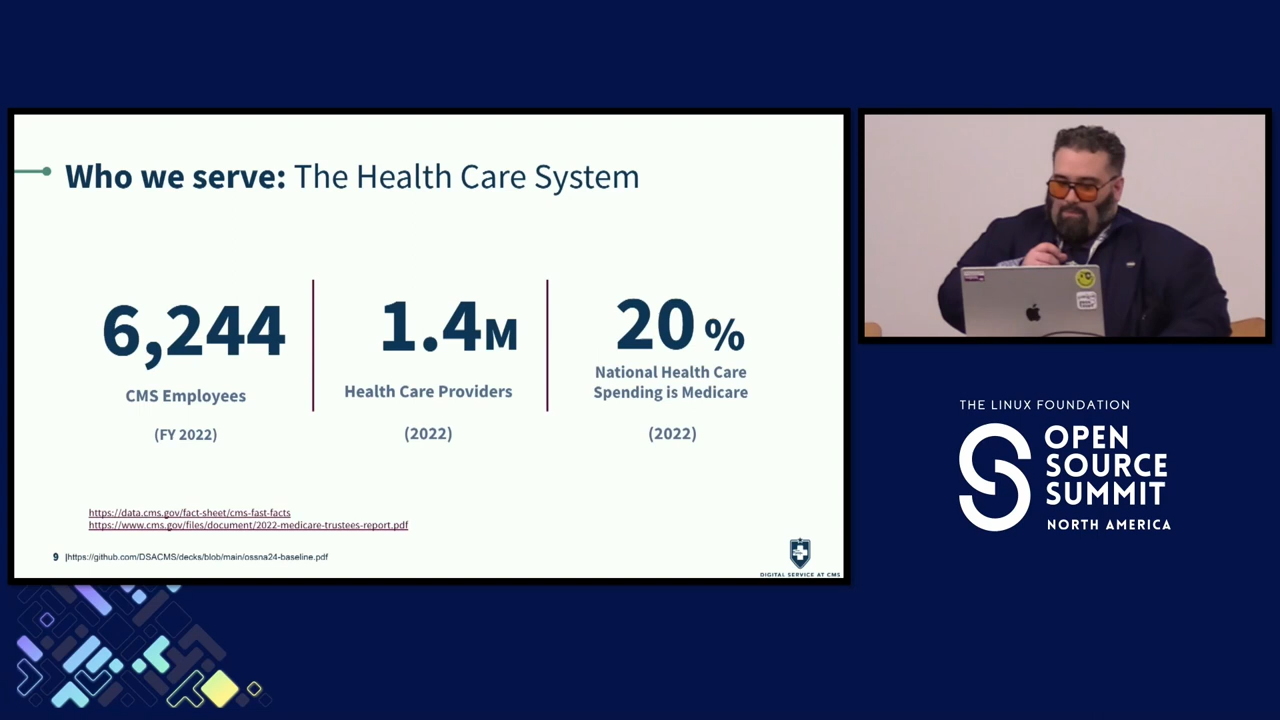 Who we serve: The Health Care System
6,244
CMS Employees
(FY 2022)
1.4M
Health Care Providers
(2022)
20 %
National Health Care
Spending is Medicare
(2022)
https://data.cms.gov/fact-sheet/cms-fast-facts
https://www.cms.gov/files/document/2022-medicare-trustees-report.pdf
9 |https://github.com/DSACMS/decks/blob/main/ossna24-baseline.pdf
DIGITAL SERVICE AT CMS
THE LINUX FOUNDATION
OPEN
SOURCE
SUMMIT
NORTH AMERICA